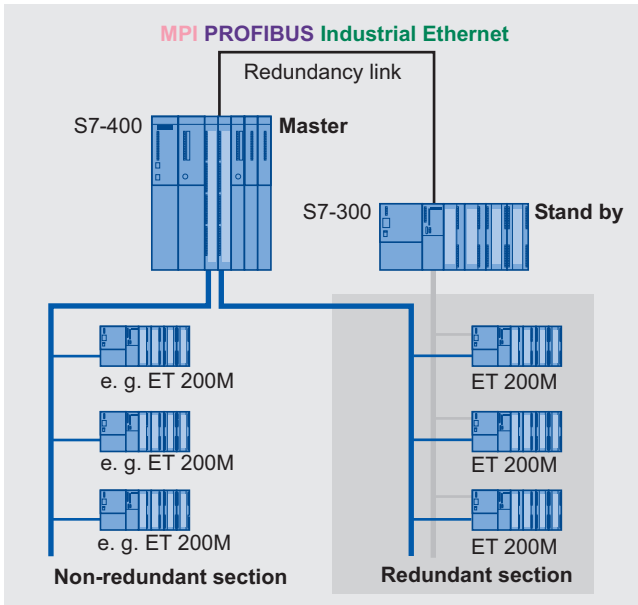 MPI PROFIBUS Industrial Ethernet
Redundancy link
S7-400
Master
S7-300
Stand by
e. g. ET 200M
e. g. ET 200M
e. g. ET 200M
Non-redundant section
ET 200M
ET 200M
ET 200M
Redundant section